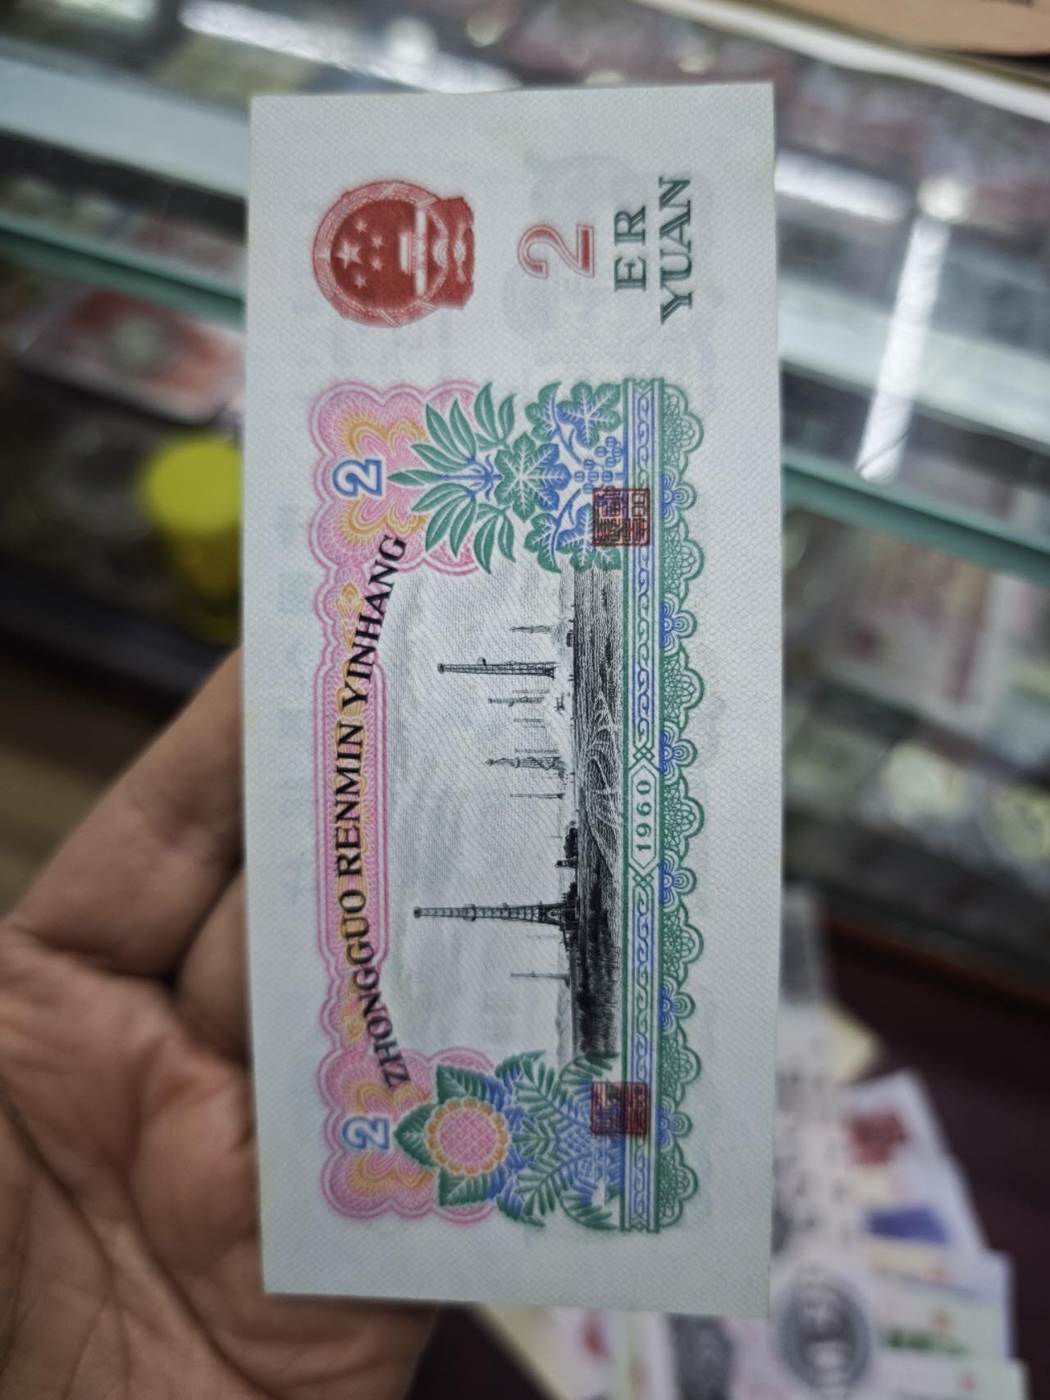 ZHONGGUO RENMIN YINHANG
2
2
2
ER
YUAN
1960